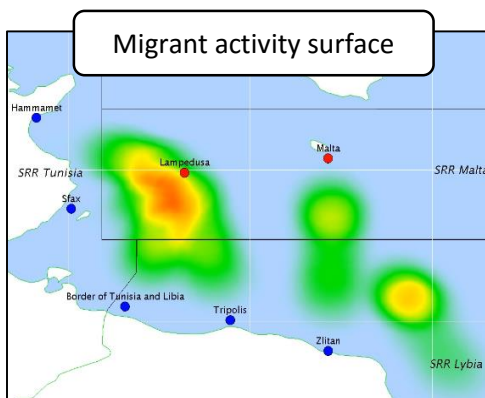 Migrant activity surface
Hammamet
Malta
Lampedusa
SRR Tunisia
SRR Malta
Sfax
Border of Tunisia and Libia
Tripolis
Zlitan
SRR Lybia